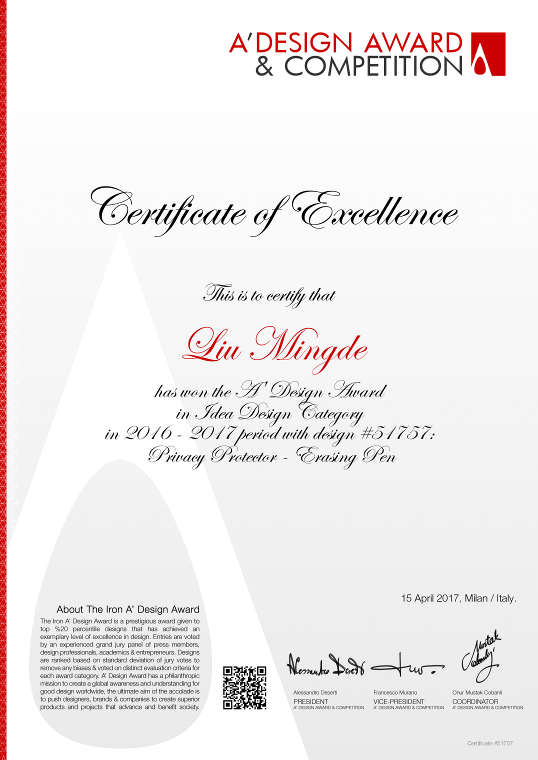 A'DESIGN AWARD
& COMPETITION
Certificate of Excellence
This is to certify that
Liu Mingde
has won the A' Design Award
in Idea Design Category
in 2016 - 2017 period with design #51757:
Privacy Protector - Erasing Pen
15 April 2017, Milan / Italy.
About The Iron A' Design Award
The Iron A' Design Award is a prestigious award given to
top %20 percentile designs that has achieved an
exemplary level of excellence in design. Entries are voted
by an experienced grand jury panel of press members,
design professionals, academics & entrepreneurs. Designs
are ranked based on standard deviation of jury votes to
remove any biases & voted on distinct evaluation criteria for
each award category. A' Design Award has a philanthropic
mission to create a global awareness and understanding for
good design worldwide, the ultimate aim of the accolade is
to push designers, brands & companies to create superior
products and projects that advance and benefit society.
Alessandro Deserti
PRESIDENT
A' DESIGN AWARD & COMPETITION
Francesco Murano
VICE-PRESIDENT
A' DESIGN AWARD & COMPETITION
Onur Mustak Cobanli
COORDINATOR
A' DESIGN AWARD & COMPETITION
Certificate #51757